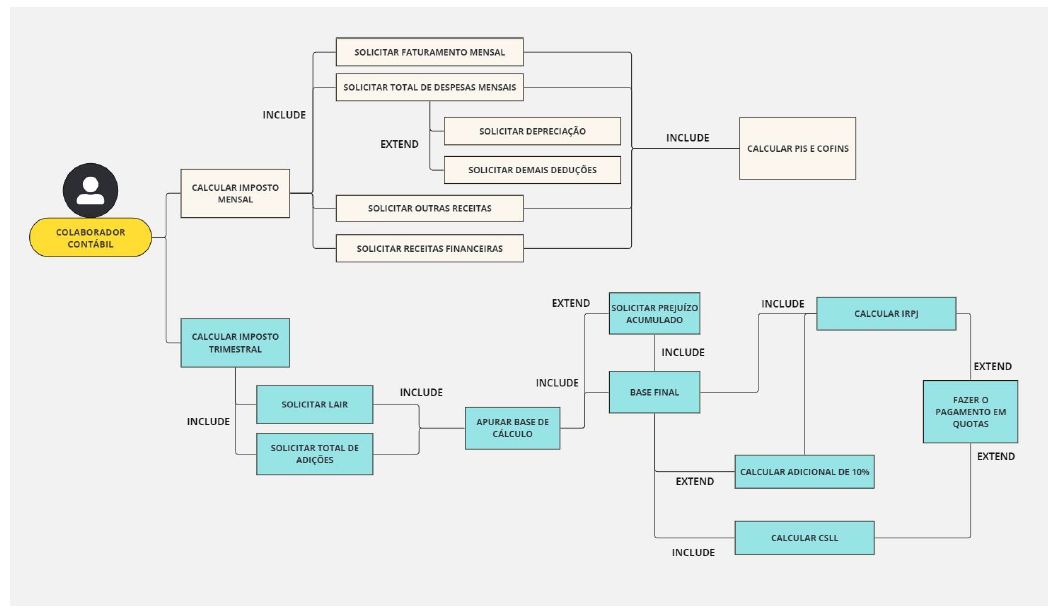 SOLICITAR FATURAMENTO MENSAL
SOLICITAR TOTAL DE DESPESAS MENSAIS
INCLUDE
SOLICITAR DEPRECIAÇÃO
EXTEND
INCLUDE
CALCULAR PIS E COFINS
SOLICITAR DEMAIS DEDUÇÕES
CALCULAR IMPOSTO
MENSAL
SOLICITAR OUTRAS RECEITAS
COLABORADOR
CONTÁBIL
SOLICITAR RECEITAS FINANCEIRAS
CALCULAR IMPOSTO
TRIMESTRAL
EXTEND
SOLICITAR PREJUÍZO
ACUMULADO
INCLUDE
CALCULAR IRPJ
INCLUDE
EXTEND
INCLUDE
INCLUDE
BASE FINAL
SOLICITAR LAIR
INCLUDE
APURAR BASE DE
CÁLCULO
FAZER O
PAGAMENTO EM
QUOTAS
SOLICITAR TOTAL DE
ADIÇÕES
EXTEND
CALCULAR ADICIONAL DE 10%
EXTEND
CALCULAR CSLL
INCLUDE